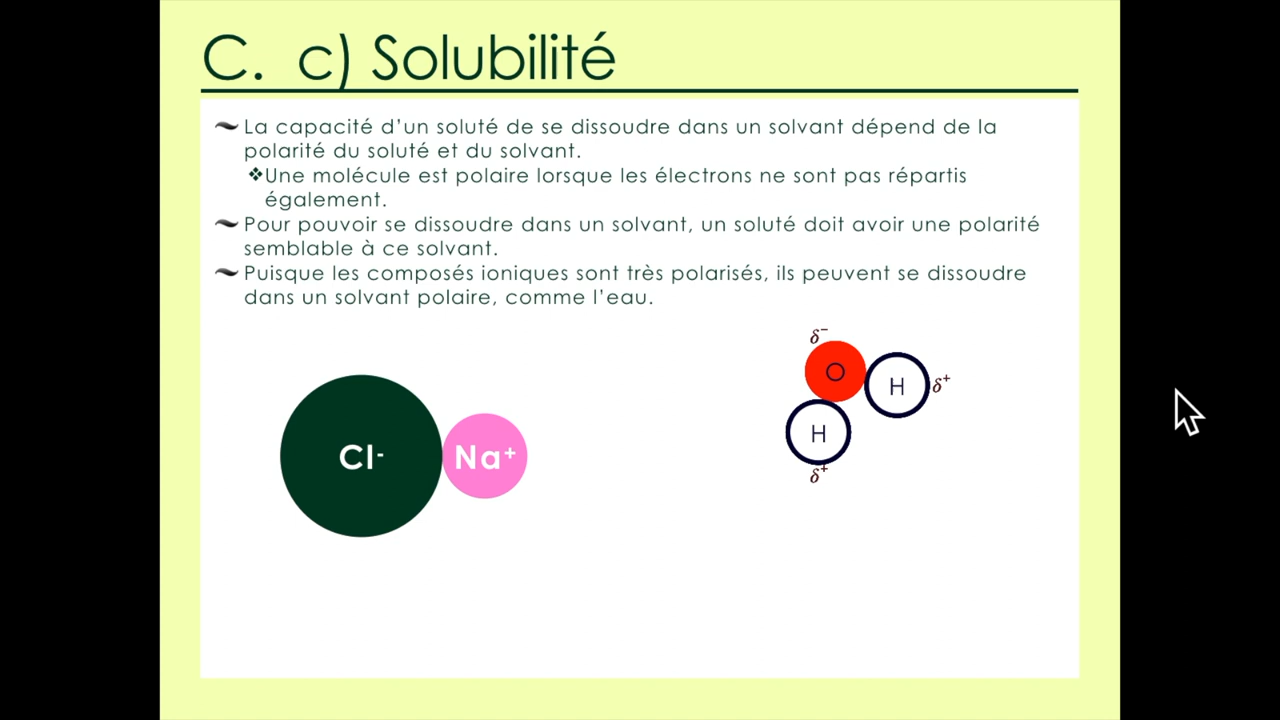 C. c) Solubilité
La capacité d’un soluté de se dissoudre dans un solvant dépend de la
polarité du soluté et du solvant.
❖Une molécule est polaire lorsque les électrons ne sont pas répartis
également.
Pour pouvoir se dissoudre dans un solvant, un soluté doit avoir une polarité
semblable à ce solvant.
Puisque les composés ioniques sont très polarisés, ils peuvent se dissoudre
dans un solvant polaire, comme l’eau.
δ⁻
O
H δ⁺
H
δ⁺
Cl⁻ Na⁺